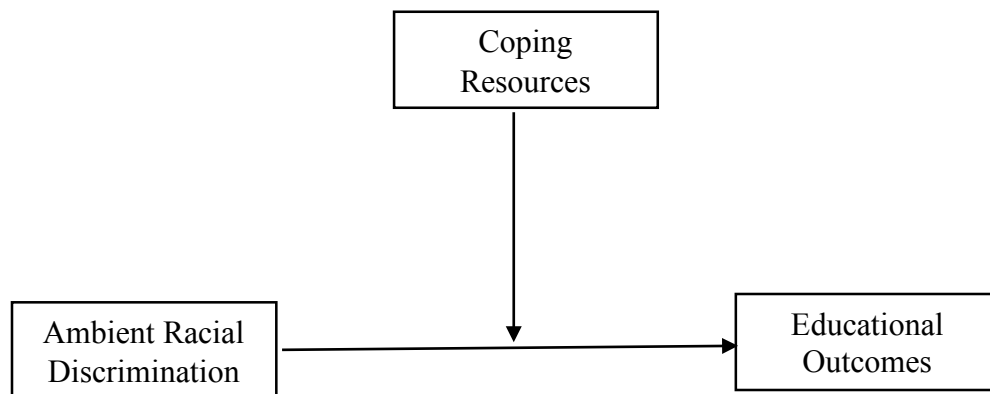 Coping
Resources
Ambient Racial
Discrimination
Educational
Outcomes